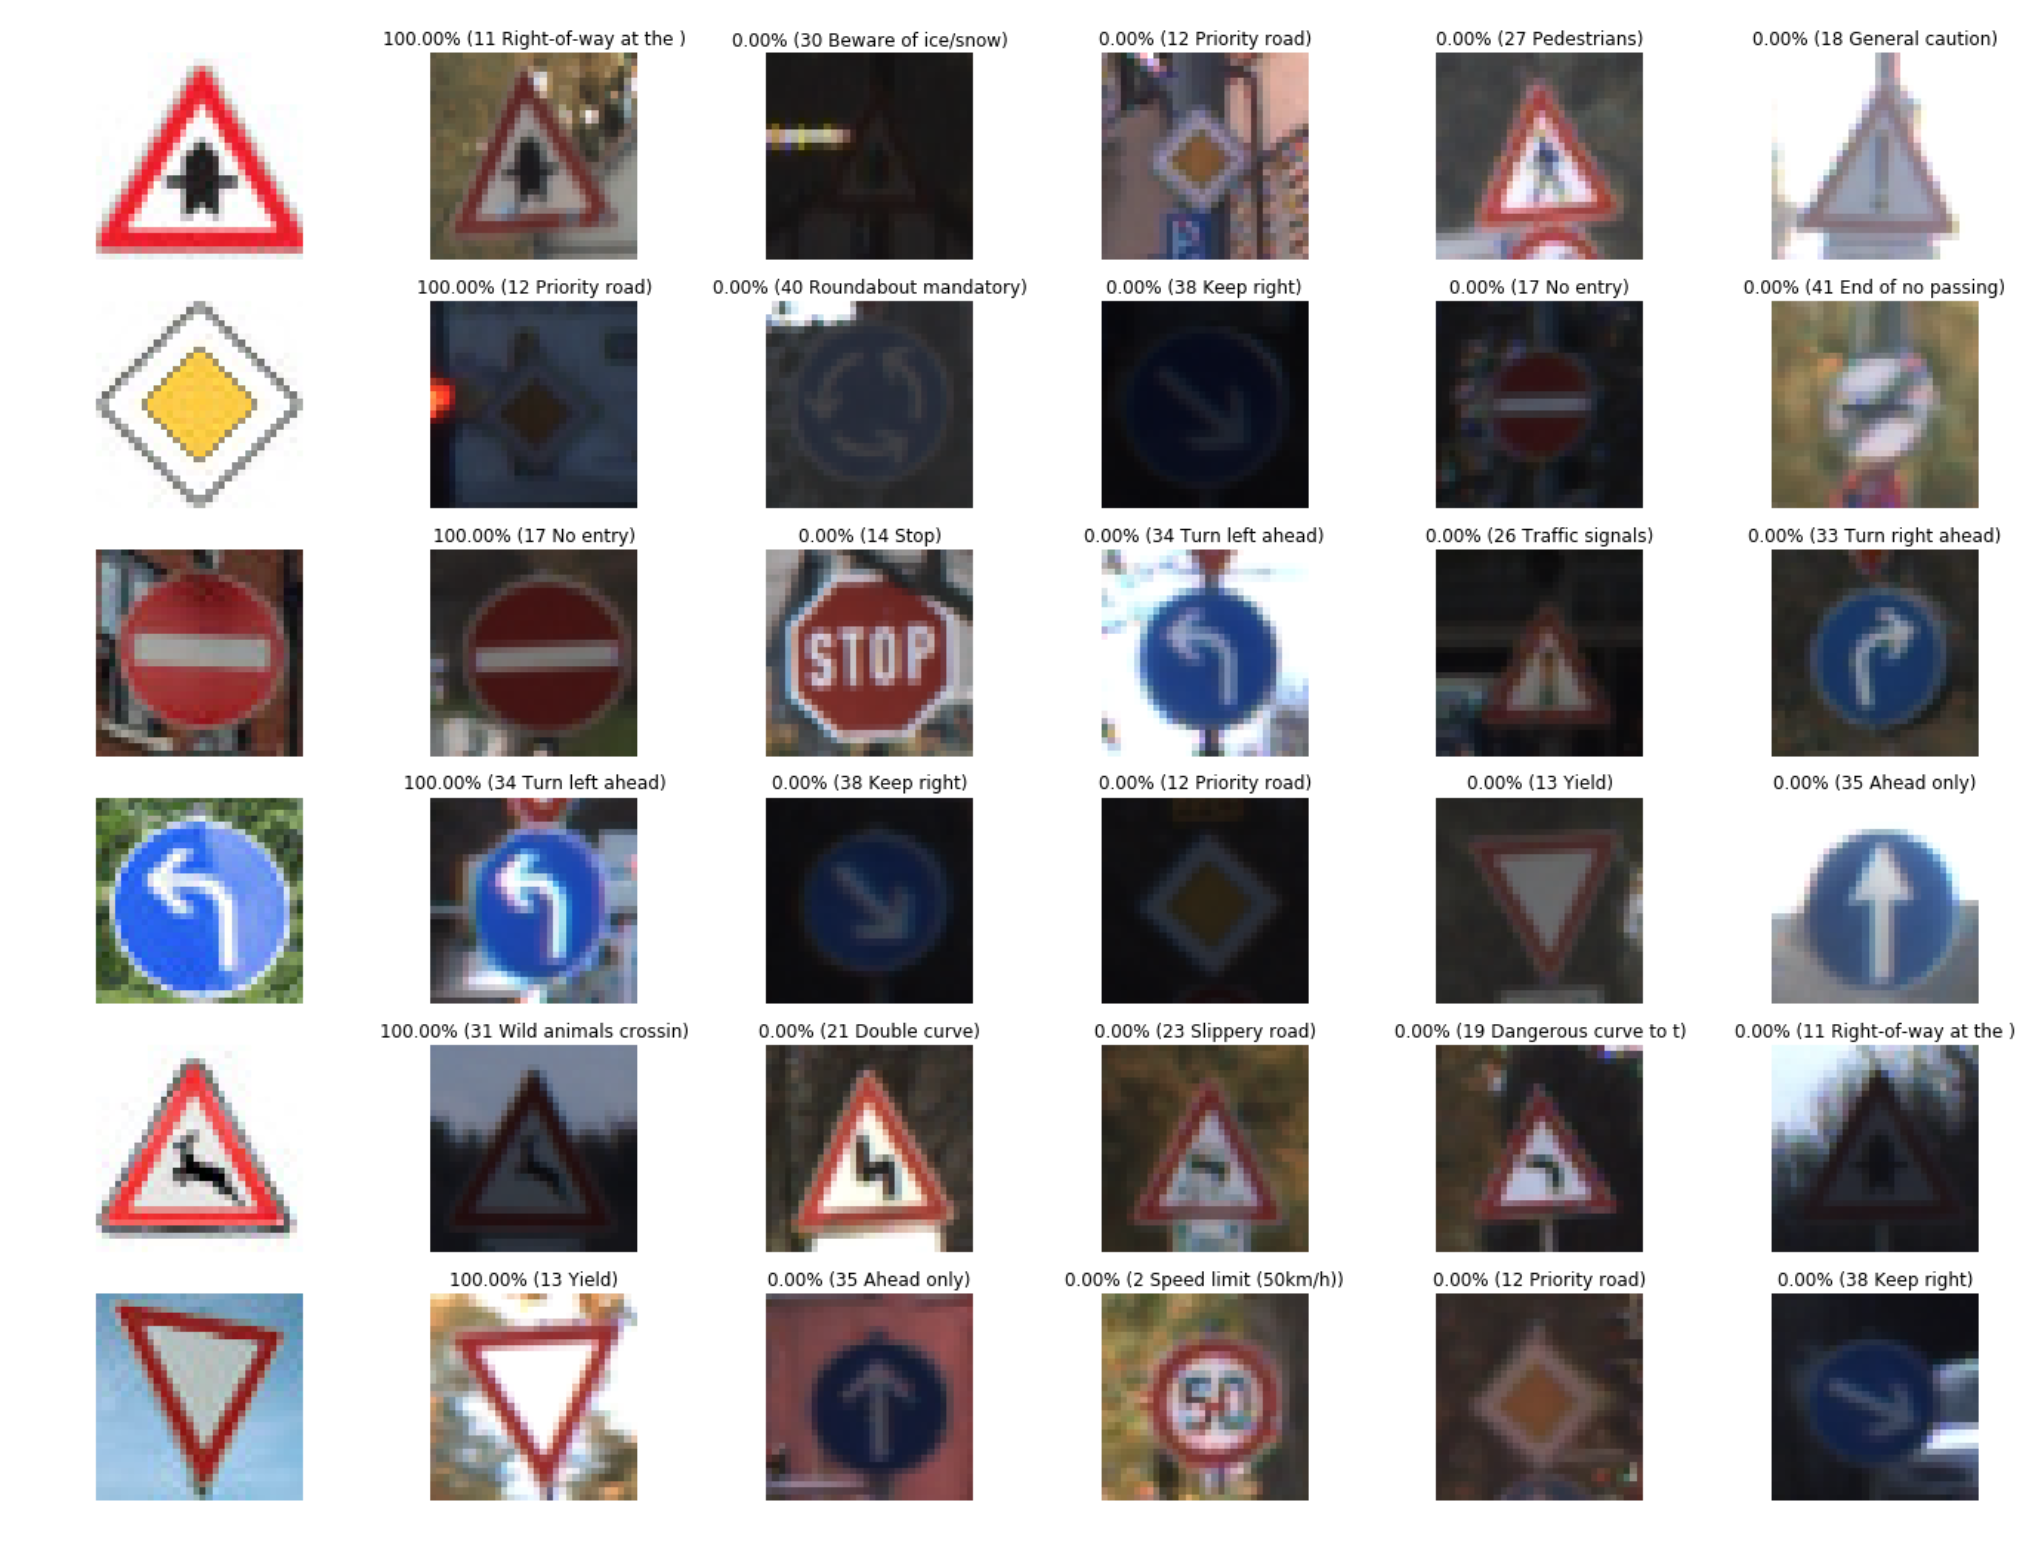 100.00% (11 Right-of-way at the )
0.00% (30 Beware of ice/snow)
0.00% (12 Priority road)
0.00% (27 Pedestrians)
0.00% (18 General caution)
100.00% (12 Priority road)
0.00% (40 Roundabout mandatory)
0.00% (38 Keep right)
0.00% (17 No entry)
0.00% (41 End of no passing)
100.00% (17 No entry)
0.00% (14 Stop)
0.00% (34 Turn left ahead)
0.00% (26 Traffic signals)
0.00% (33 Turn right ahead)
STOP
100.00% (34 Turn left ahead)
0.00% (38 Keep right)
0.00% (12 Priority road)
0.00% (13 Yield)
0.00% (35 Ahead only)
100.00% (31 Wild animals crossin)
0.00% (21 Double curve)
0.00% (23 Slippery road)
0.00% (19 Dangerous curve to t)
0.00% (11 Right-of-way at the )
100.00% (13 Yield)
0.00% (35 Ahead only)
0.00% (2 Speed limit (50km/h))
0.00% (12 Priority road)
0.00% (38 Keep right)
50